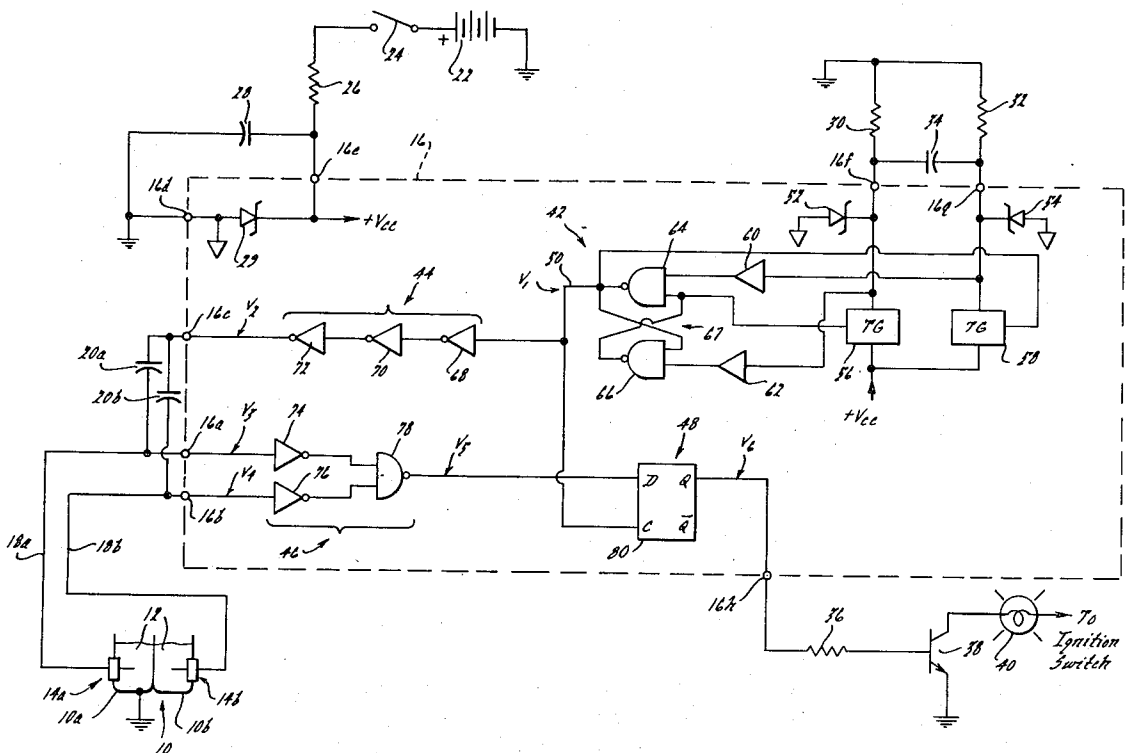 24
+
22
26
28
16e
16
16d
29
+Vcc
30
32
34
16f
16g
52
54
42
64
60
50
V1
44
67
TG
TG
56
58
+Vcc
16c
V2
72
70
68
66
62
20a
20b
16a
V3
74
78
V5
48
V6
D Q
16b
V4
76
C Q̅
80
46
18a
18b
16h
12
36
38
40
To
Ignition
Switch
14a
14b
10a
10b
10